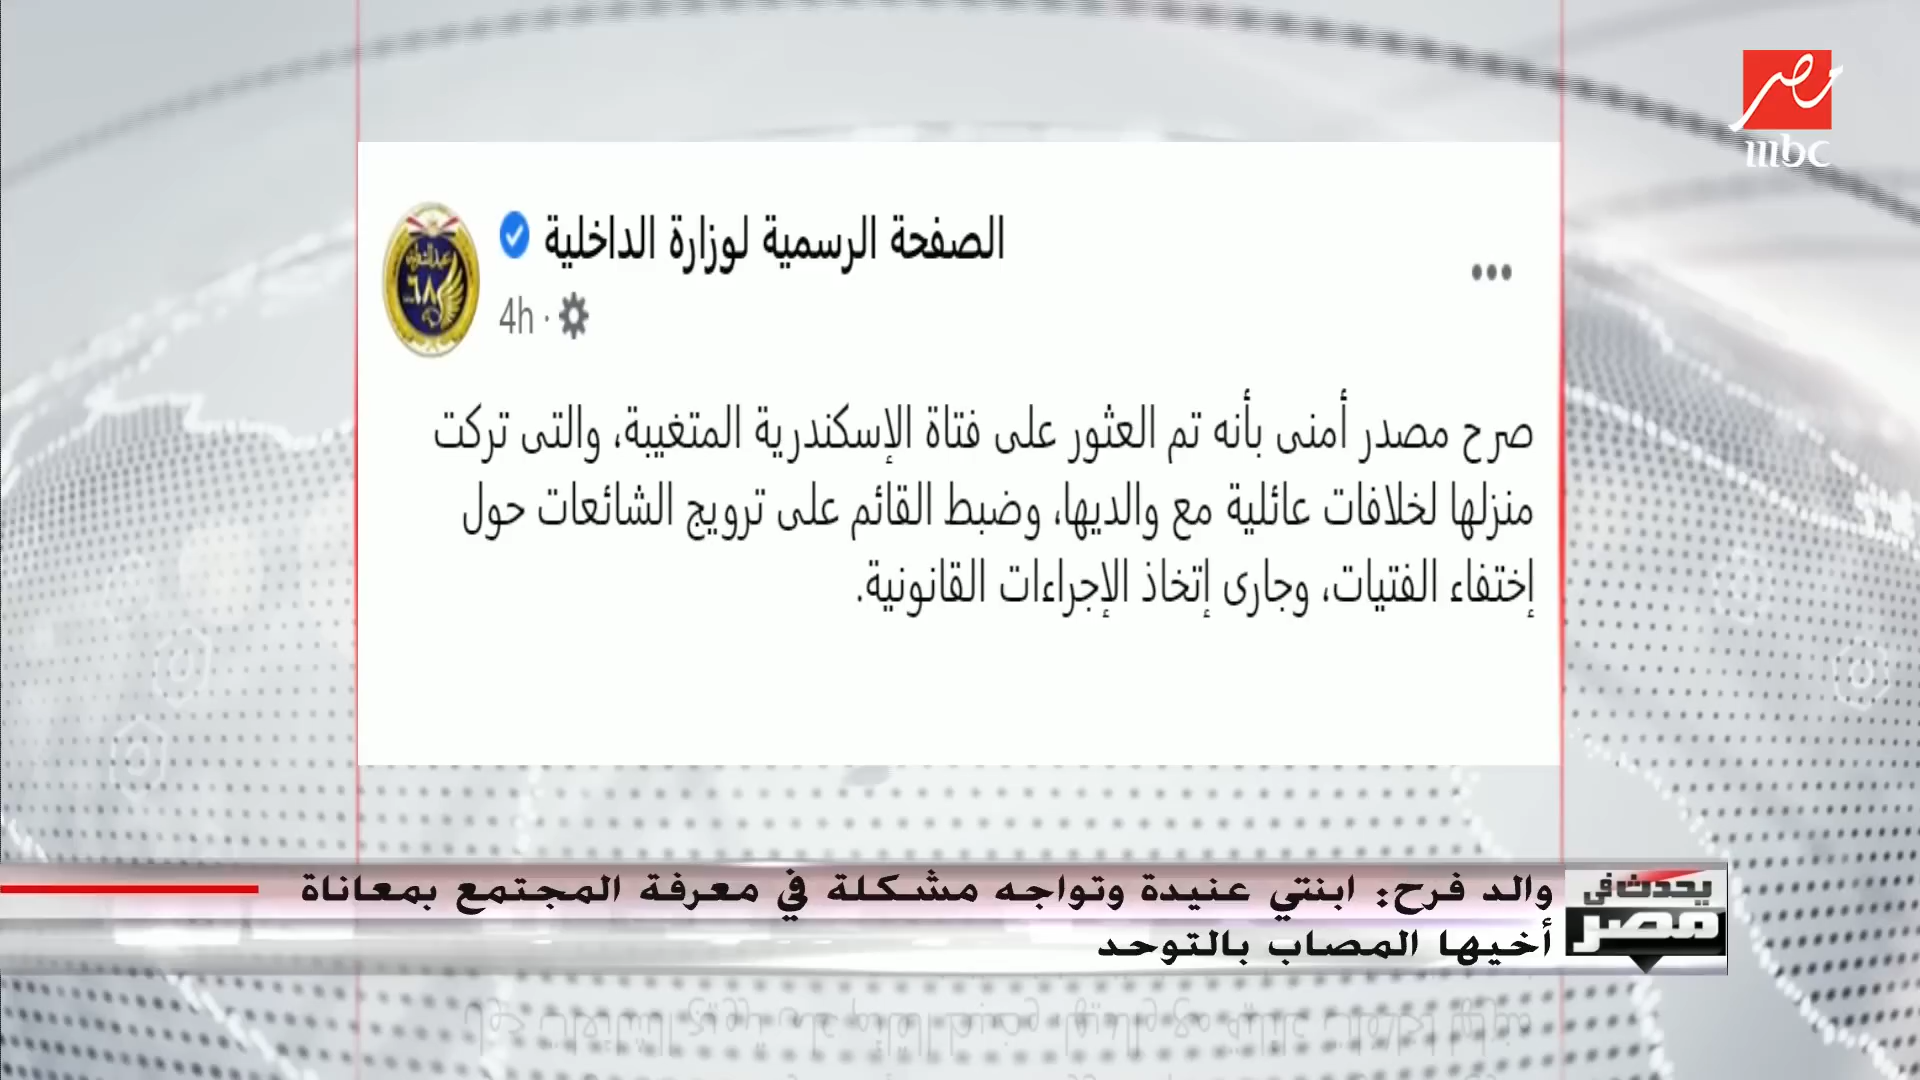 مصر
mbc
الصفحة الرسمية لوزارة الداخلية
4h ·
صرح مصدر أمنى بأنه تم العثور على فتاة الإسكندرية المتغيبة، والتى تركت
منزلها لخلافات عائلية مع والديها، وضبط القائم على ترويج الشائعات حول
إختفاء الفتيات، وجارى إتخاذ الإجراءات القانونية.
يحدث فى
مصر
والد فرح: ابنتي عنيدة وتواجه مشكلة في معرفة المجتمع بمعاناة
أخيها المصاب بالتوحد